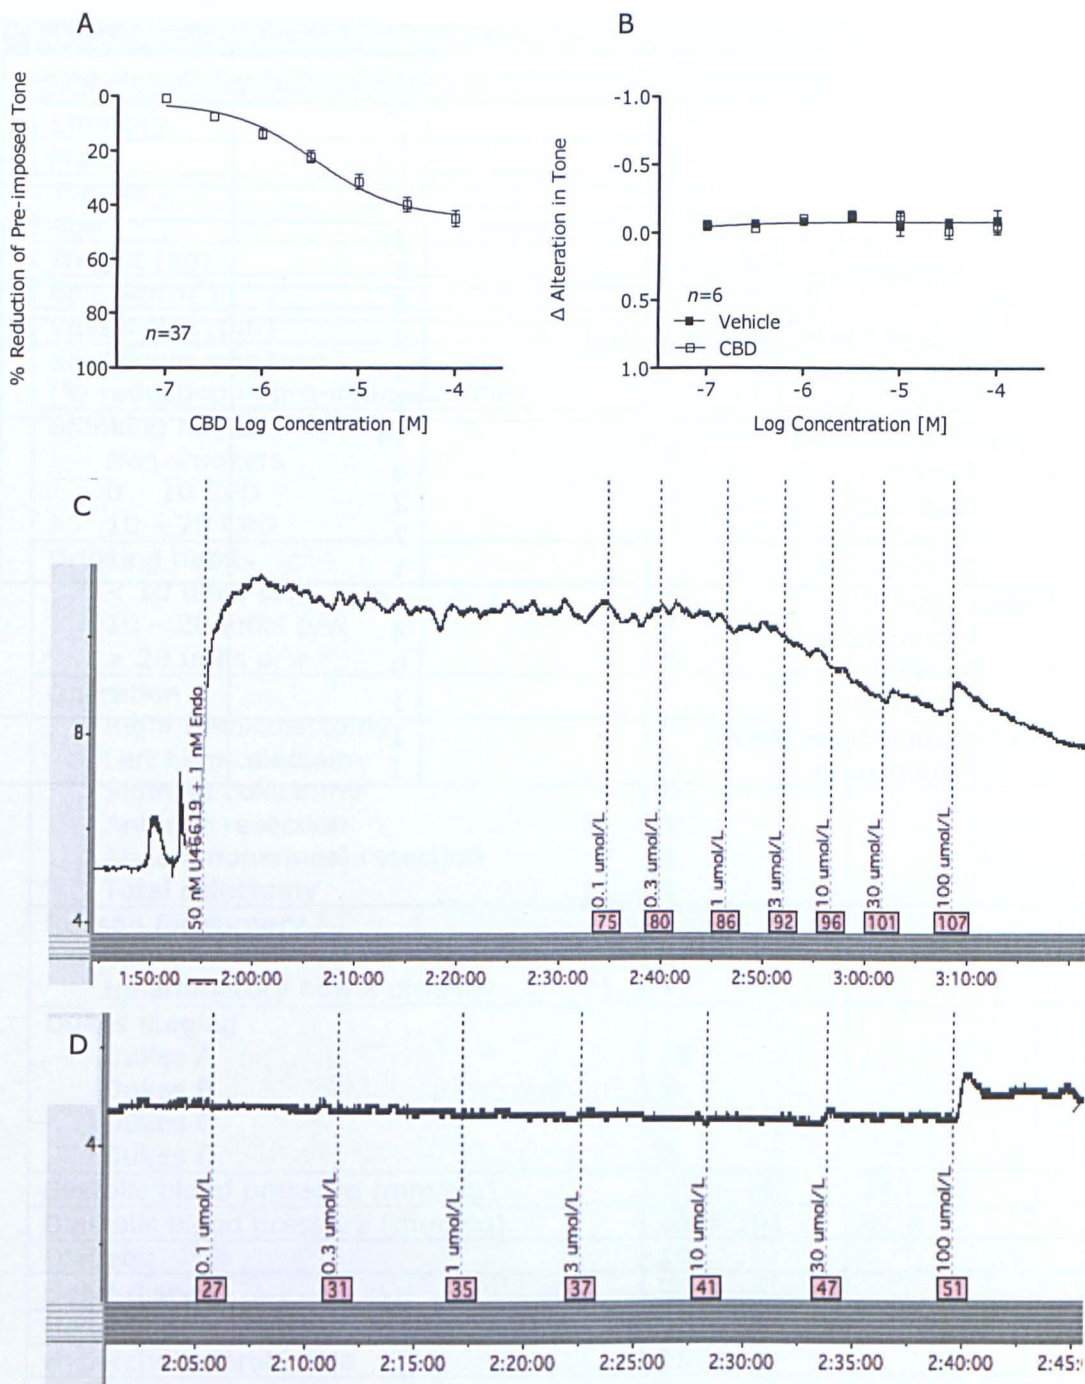 A
% Reduction of Pre-imposed Tone
0
20
40
60
80
100
n=37
-7
-6
-5
-4
CBD Log Concentration [M]
B
Δ Alteration in Tone
-1.0
-0.5
0.0
0.5
1.0
n=6
Vehicle
CBD
-7
-6
-5
-4
Log Concentration [M]
C
8
4
50 nM U46619 + 1 nM Endo
0.1 umol/L
0.3 umol/L
1 umol/L
3 umol/L
10 umol/L
30 umol/L
100 umol/L
75
80
86
92
96
101
107
1:50:00
2:00:00
2:10:00
2:20:00
2:30:00
2:40:00
2:50:00
3:00:00
3:10:00
D
4
0.1 umol/L
0.3 umol/L
1 umol/L
3 umol/L
10 umol/L
30 umol/L
100 umol/L
27
31
35
37
41
47
51
2:05:00
2:10:00
2:15:00
2:20:00
2:25:00
2:30:00
2:35:00
2:40:00
2:45: